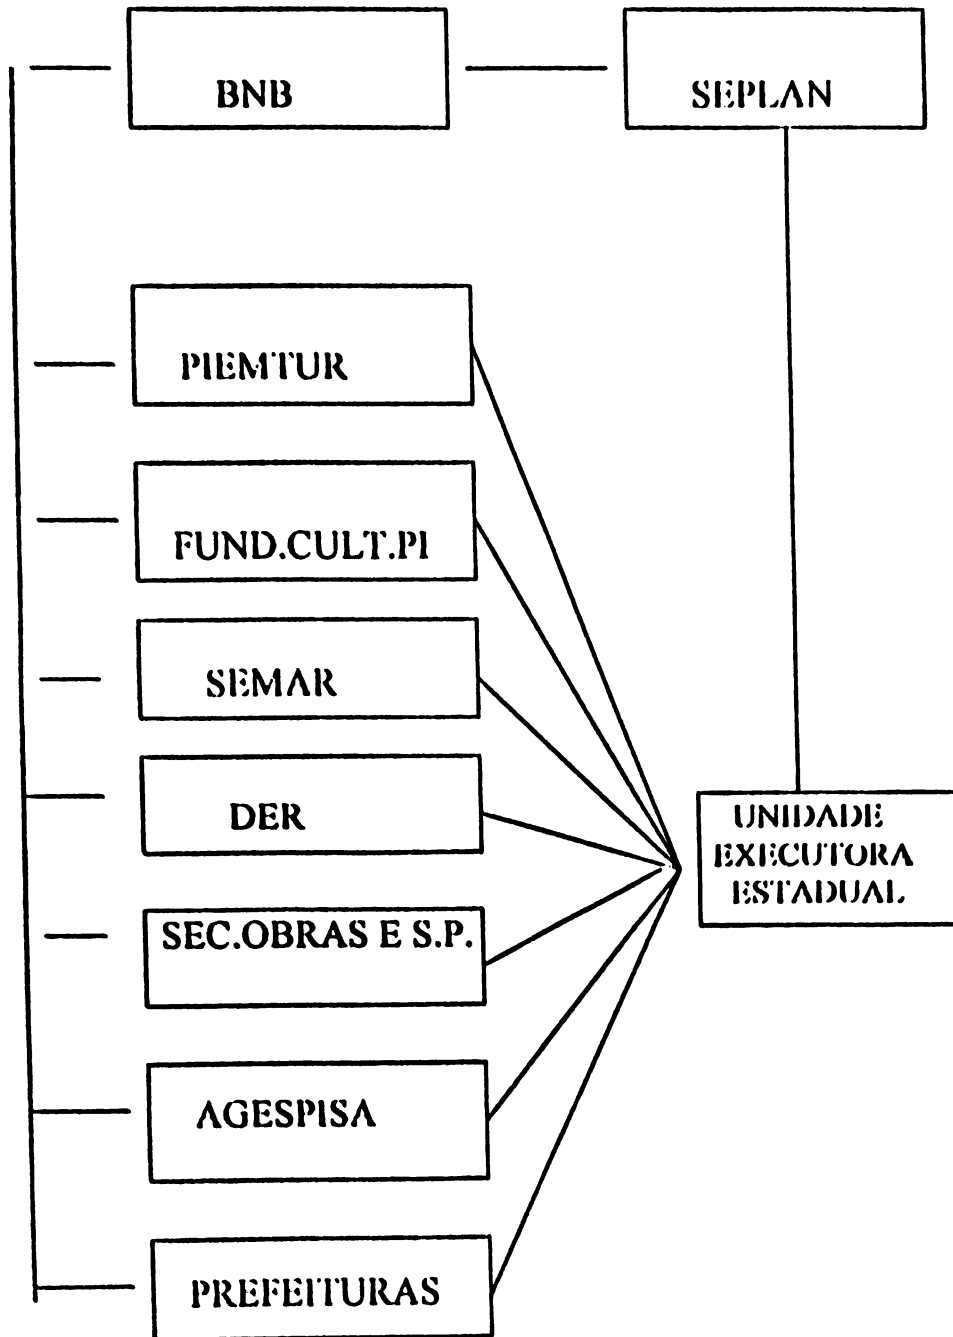 BNB
SEPLAN
PIEMTUR
FUND.CULT.PI
SEMAR
DER
SEC.OBRAS E S.P.
AGESPISA
PREFEITURAS
UNIDADE
EXECUTORA
ESTADUAL